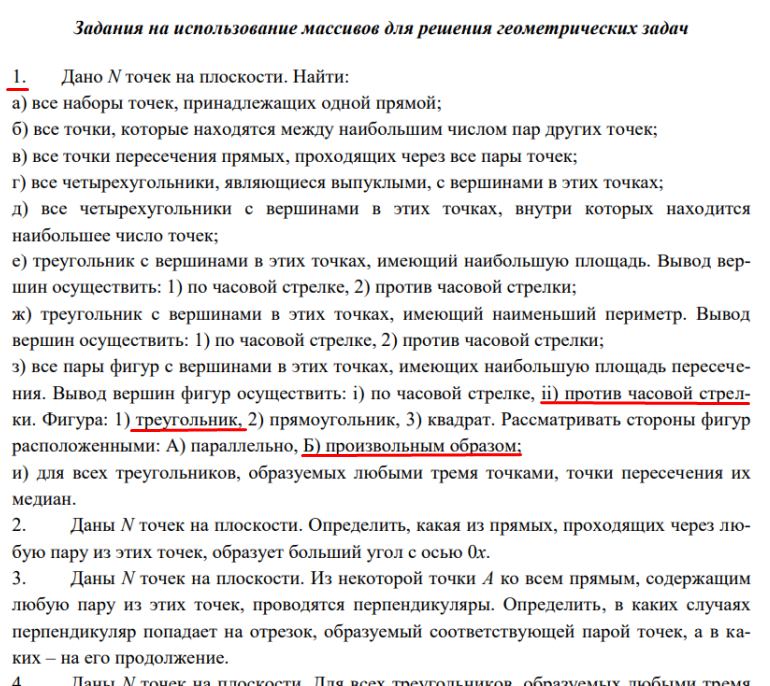 Задания на использование массивов для решения геометрических задач
1. Дано N точек на плоскости. Найти:
а) все наборы точек, принадлежащих одной прямой;
б) все точки, которые находятся между наибольшим числом пар других точек;
в) все точки пересечения прямых, проходящих через все пары точек;
г) все четырехугольники, являющиеся выпуклыми, с вершинами в этих точках;
д) все четырехугольники с вершинами в этих точках, внутри которых находится
наибольшее число точек;
е) треугольник с вершинами в этих точках, имеющий наибольшую площадь. Вывод вер-
шин осуществить: 1) по часовой стрелке, 2) против часовой стрелки;
ж) треугольник с вершинами в этих точках, имеющий наименьший периметр. Вывод
вершин осуществить: 1) по часовой стрелке, 2) против часовой стрелки;
з) все пары фигур с вершинами в этих точках, имеющих наибольшую площадь пересече-
ния. Вывод вершин фигур осуществить: i) по часовой стрелке, ii) против часовой стрел-
ки. Фигура: 1) треугольник, 2) прямоугольник, 3) квадрат. Рассматривать стороны фигур
расположенными: А) параллельно, Б) произвольным образом;
и) для всех треугольников, образуемых любыми тремя точками, точки пересечения их
медиан.
2. Даны N точек на плоскости. Определить, какая из прямых, проходящих через лю-
бую пару из этих точек, образует больший угол с осью 0x.
3. Даны N точек на плоскости. Из некоторой точки A ко всем прямым, содержащим
любую пару из этих точек, проводятся перпендикуляры. Определить, в каких случаях
перпендикуляр попадает на отрезок, образуемый соответствующей парой точек, а в ка-
ких – на его продолжение.
4. Даны N точек на плоскости. Для всех треугольников, образуемых любыми тремя